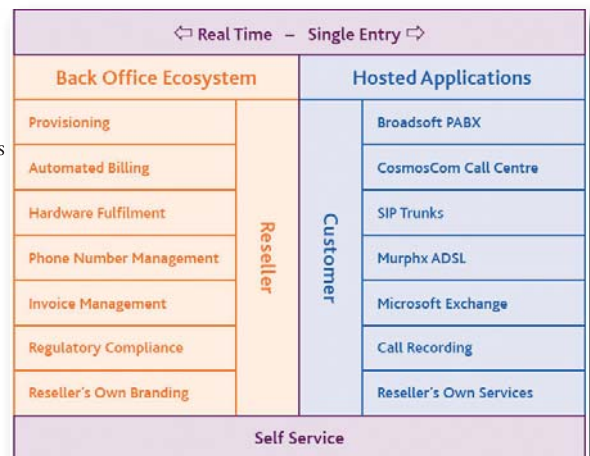 ⇦ Real Time – Single Entry ⇨
Back Office Ecosystem
Hosted Applications
Provisioning
Automated Billing
Hardware Fulfilment
Phone Number Management
Invoice Management
Regulatory Compliance
Reseller's Own Branding
Reseller
Customer
Broadsoft PABX
CosmosCom Call Centre
SIP Trunks
Murphx ADSL
Microsoft Exchange
Call Recording
Reseller's Own Services
Self Service
s